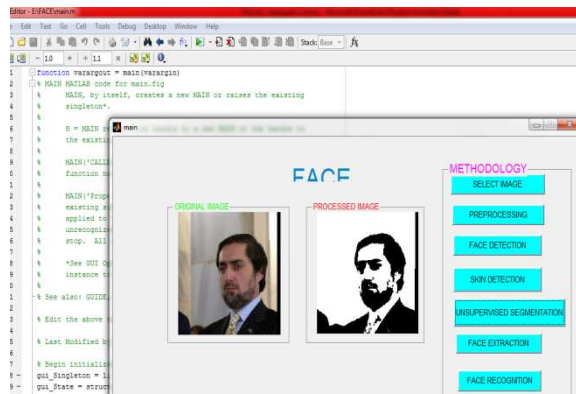 Editor - E:\FACE\main.m
Edit Text Go Cell Tools Debug Desktop Window Help
Stack: Base
- 1.0 + ÷ 1.1 ×
function varargout = main(varargin)
% MAIN MATLAB code for main.fig
% MAIN, by itself, creates a new MAIN or raises the existing
% singleton*.
%
% H = MAIN
% the existin
%
% MAIN('CALLB
% function na
%
% MAIN('Prope
% existing s
% applied to
% unrecognize
% stop. All
%
% *See GUI Op
% instance to
%
% See also: GUIDE,
% Edit the above
% Last Modified b
% Begin initializ
gui_Singleton = 1;
gui_State = struct
main
FACE
ORIGINAL IMAGE
PROCESSED IMAGE
METHODOLOGY
SELECT IMAGE
PREPROCESSING
FACE DETECTION
SKIN DETECTION
UNSUPERVISED SEGMENTATION
FACE EXTRACTION
FACE RECOGNITION